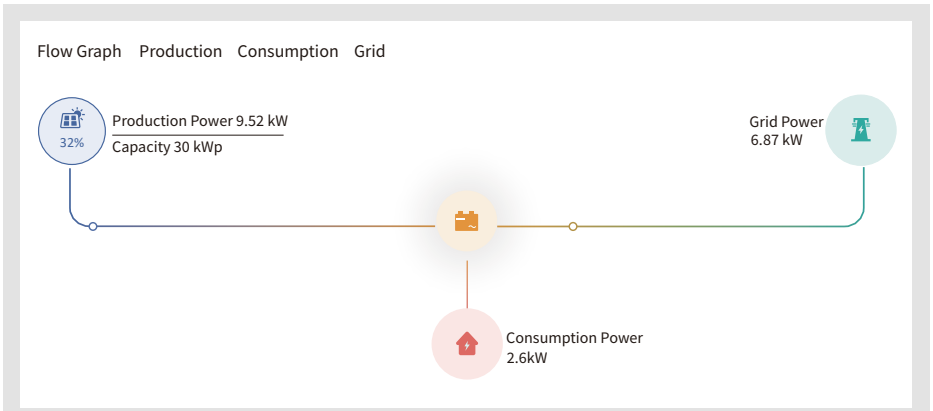 Flow Graph Production Consumption Grid
32%
Production Power 9.52 kW
Capacity 30 kWp
Grid Power
6.87 kW
Consumption Power
2.6kW